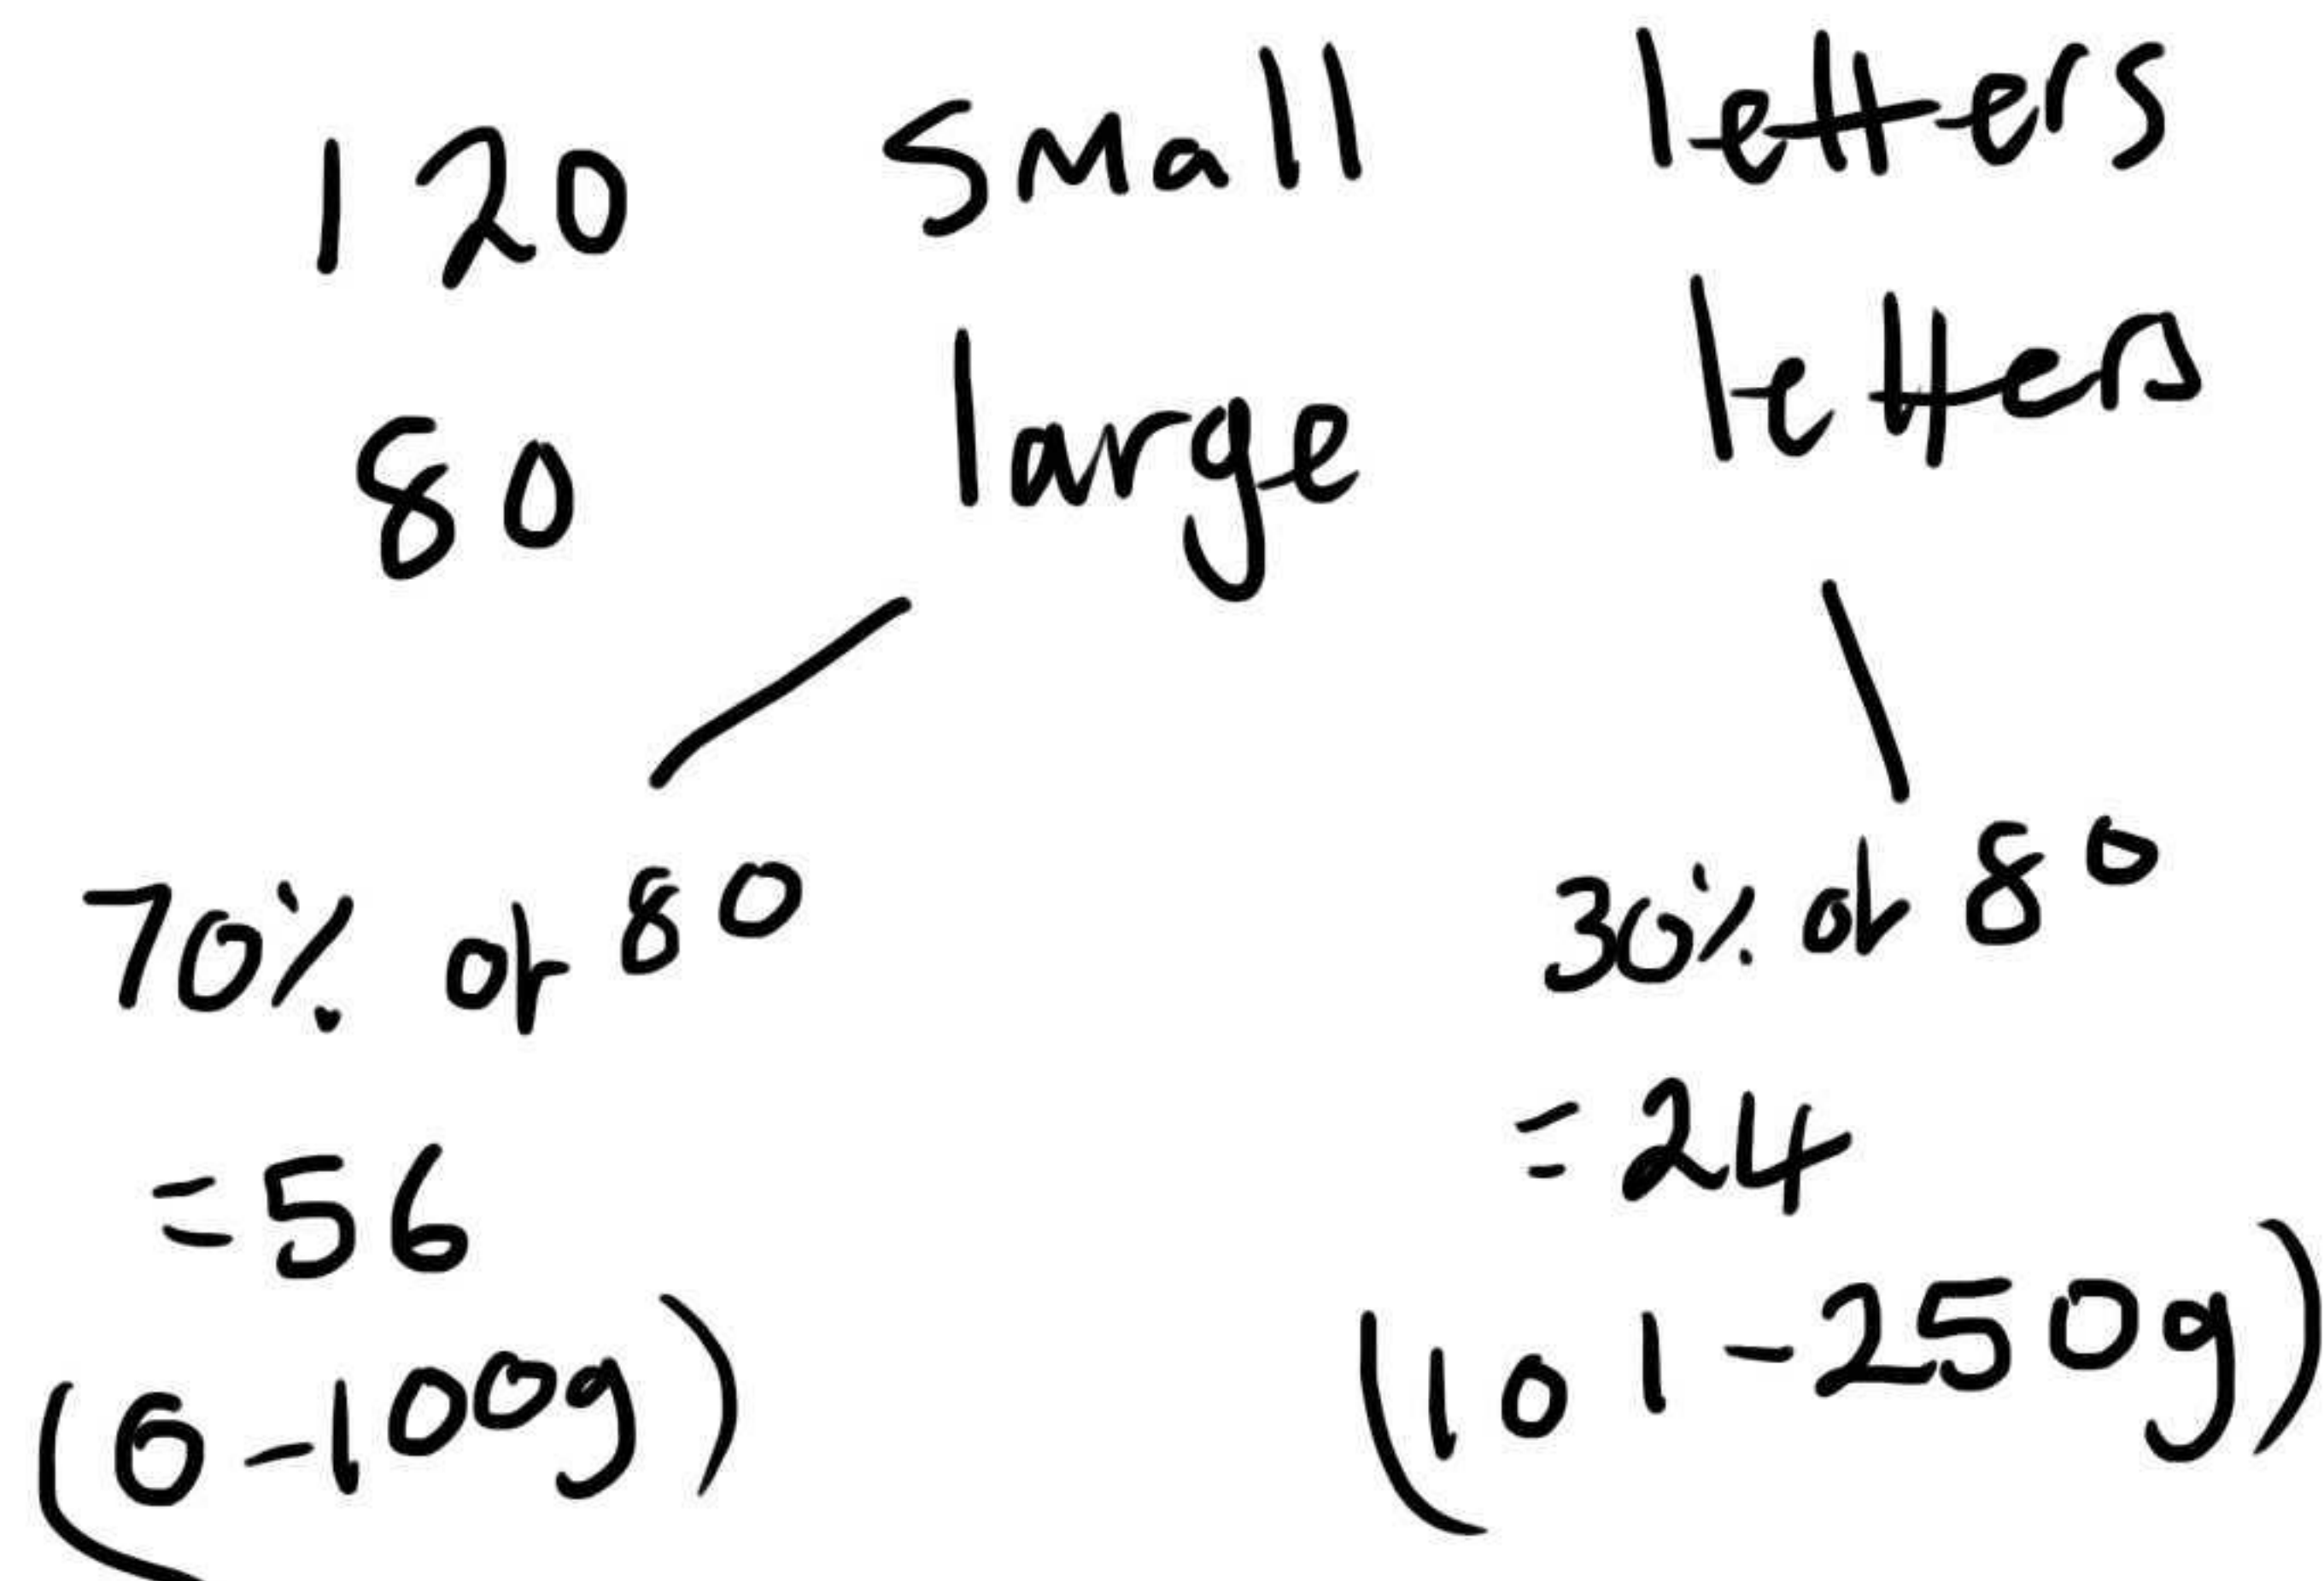 120 small letters
80 large letters
70% of 80 30% of 80
=56 =24
(0-100g) (101-250g)